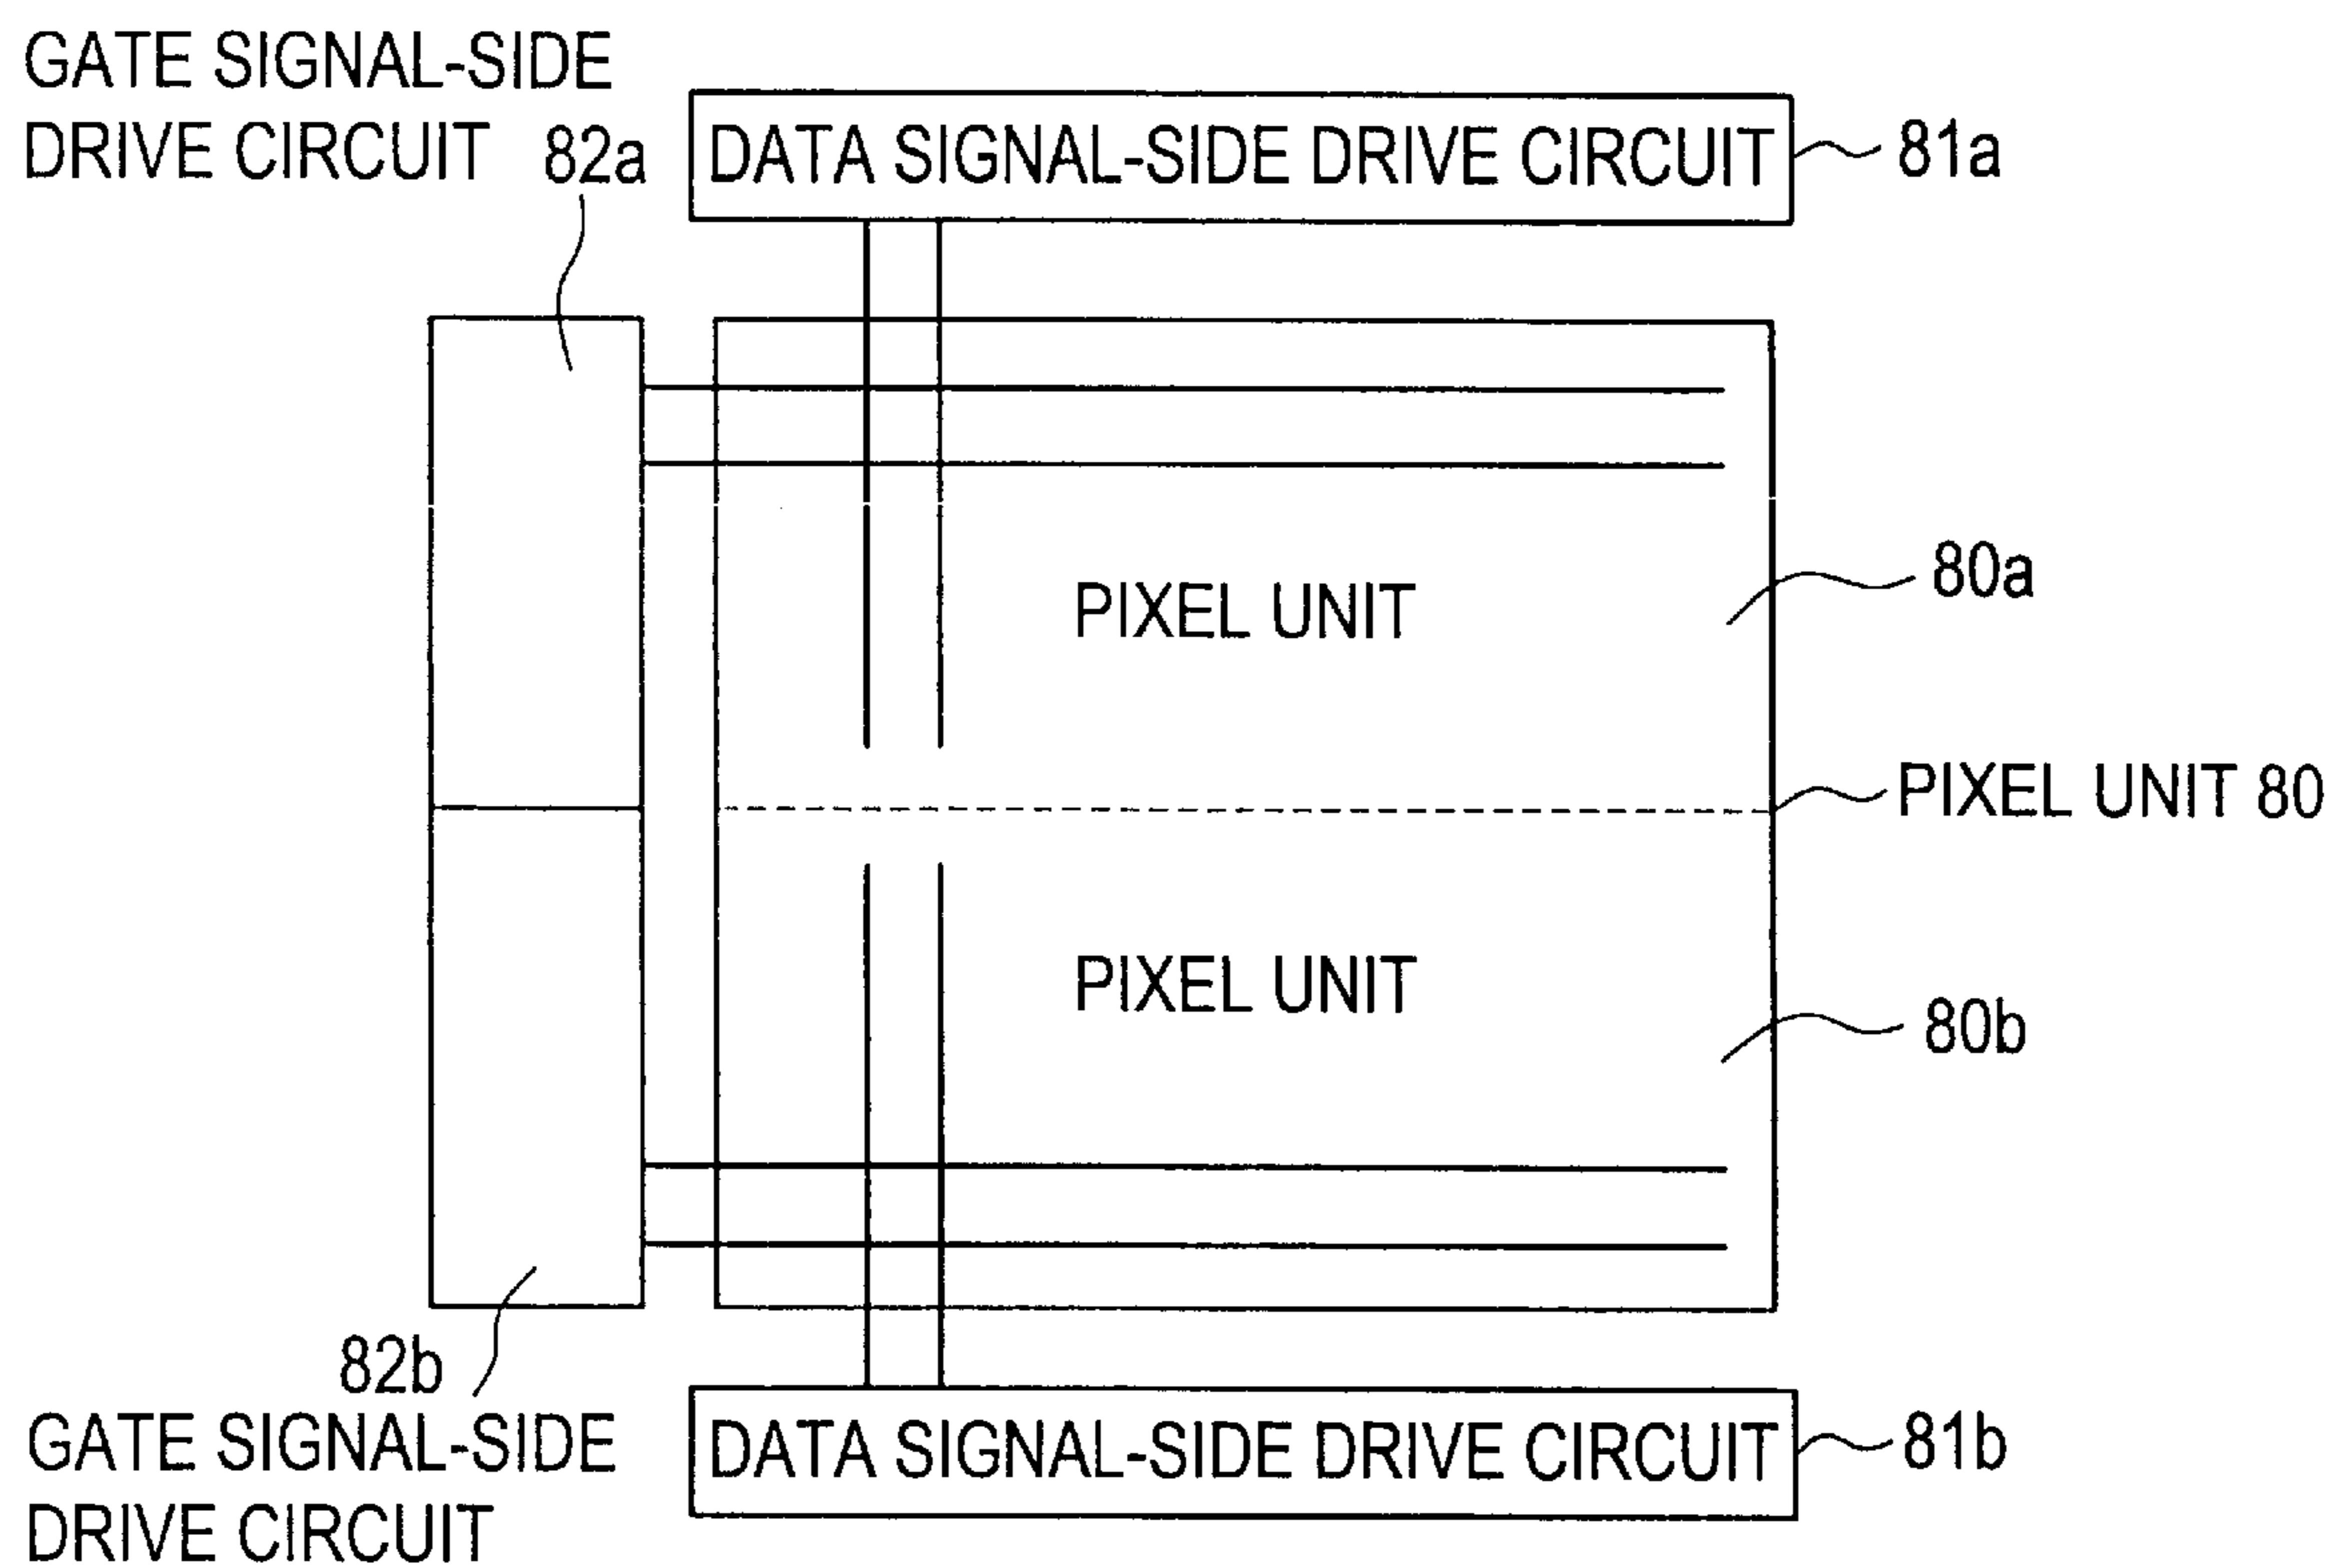 GATE SIGNAL-SIDE
DRIVE CIRCUIT
82a
DATA SIGNAL-SIDE DRIVE CIRCUIT
81a
PIXEL UNIT
80a
PIXEL UNIT 80
PIXEL UNIT
80b
82b
GATE SIGNAL-SIDE
DRIVE CIRCUIT
DATA SIGNAL-SIDE DRIVE CIRCUIT
81b